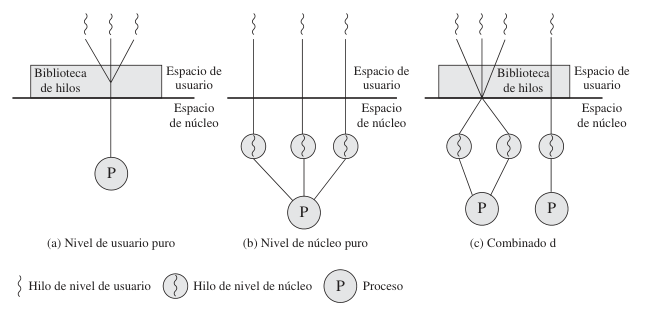 Biblioteca
de hilos
Espacio de
usuario
Espacio
de núcleo
P
(a) Nivel de usuario puro
Espacio de
usuario
Espacio
de núcleo
P
(b) Nivel de núcleo puro
Biblioteca
de hilos
Espacio de
usuario
Espacio
de núcleo
P
P
(c) Combinado d
Hilo de nivel de usuario
Hilo de nivel de núcleo
P
Proceso